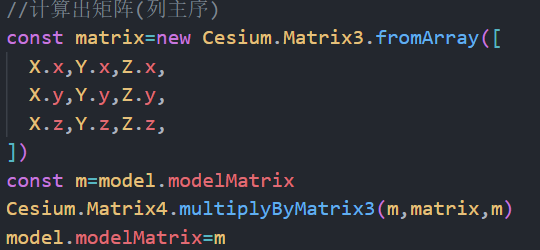 //计算出矩阵(列主序)
const matrix=new Cesium.Matrix3.fromArray([
  X.x,Y.x,Z.x,
  X.y,Y.y,Z.y,
  X.z,Y.z,Z.z,
])
const m=model.modelMatrix
Cesium.Matrix4.multiplyByMatrix3(m,matrix,m)
model.modelMatrix=m